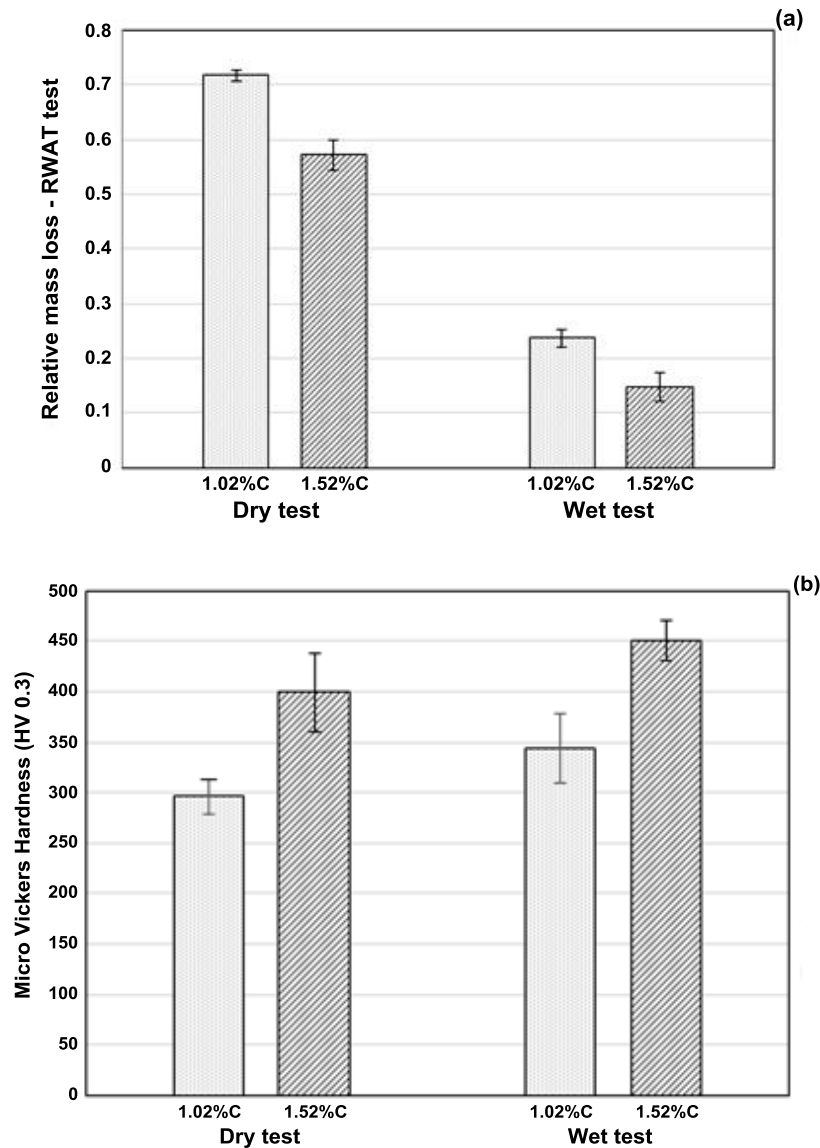 (a)
Relative mass loss - RWAT test
0.8
0.7
0.6
0.5
0.4
0.3
0.2
0.1
0
1.02%C 1.52%C 1.02%C 1.52%C
Dry test Wet test
(b)
Micro Vickers Hardness (HV 0.3)
500
450
400
350
300
250
200
150
100
50
0
1.02%C 1.52%C 1.02%C 1.52%C
Dry test Wet test